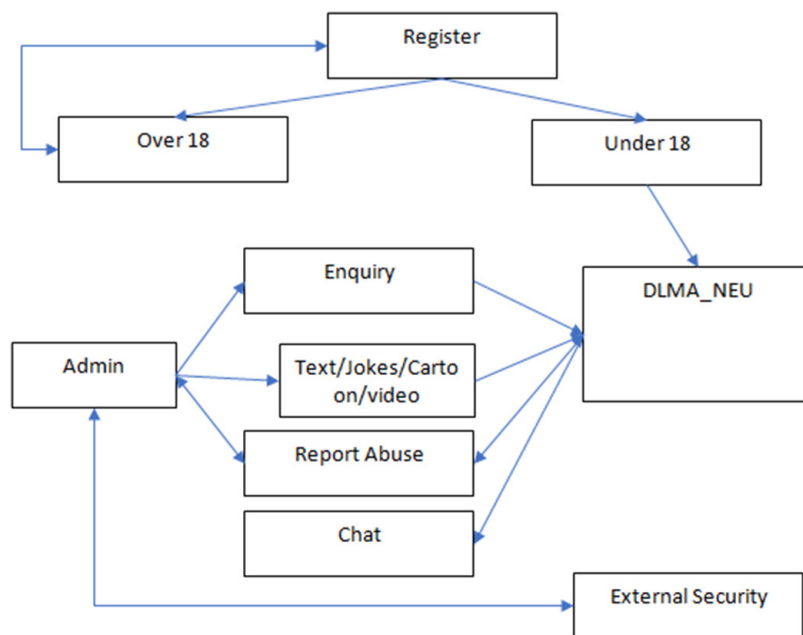 Register
Over 18
Under 18
Enquiry
DLMA_NEU
Admin
Text/Jokes/Carto
on/video
Report Abuse
Chat
External Security